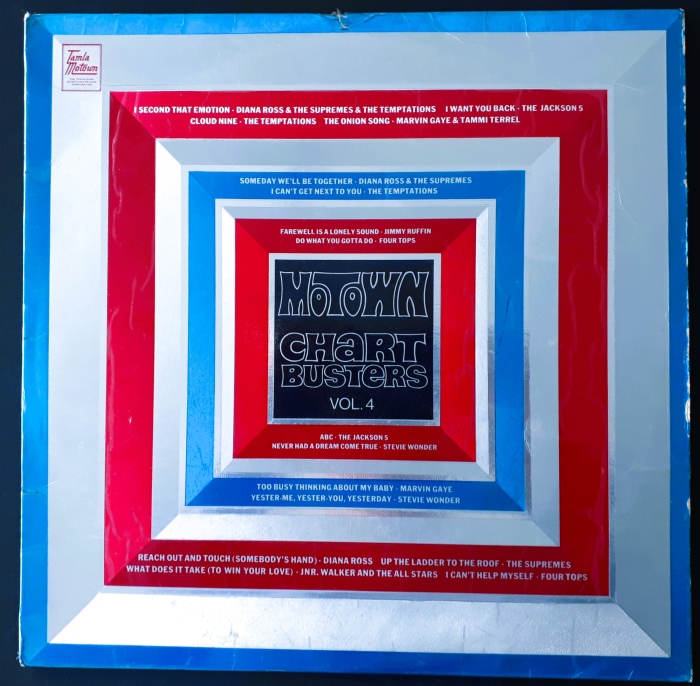 Tamla
Motown
I SECOND THAT EMOTION · DIANA ROSS & THE SUPREMES & THE TEMPTATIONS I WANT YOU BACK · THE JACKSON 5
CLOUD NINE · THE TEMPTATIONS THE ONION SONG · MARVIN GAYE & TAMMI TERREL
SOMEDAY WE'LL BE TOGETHER · DIANA ROSS & THE SUPREMES
I CAN'T GET NEXT TO YOU · THE TEMPTATIONS
FAREWELL IS A LONELY SOUND · JIMMY RUFFIN
DO WHAT YOU GOTTA DO · FOUR TOPS
MOTOWN
CHART
BUSTERS
VOL. 4
ABC · THE JACKSON 5
NEVER HAD A DREAM COME TRUE · STEVIE WONDER
TOO BUSY THINKING ABOUT MY BABY · MARVIN GAYE
YESTER-ME, YESTER-YOU, YESTERDAY · STEVIE WONDER
REACH OUT AND TOUCH (SOMEBODY'S HAND) · DIANA ROSS UP THE LADDER TO THE ROOF · THE SUPREMES
WHAT DOES IT TAKE (TO WIN YOUR LOVE) · JNR. WALKER AND THE ALL STARS I CAN'T HELP MYSELF · FOUR TOPS